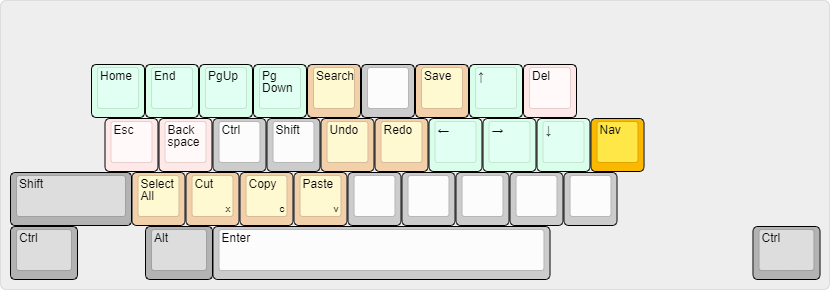 Home End PgUp Pg Search Save ↑ Del
Down
Esc Back Ctrl Shift Undo Redo ← → ↓ Nav
space
Shift Select Cut Copy Paste
All
x c v
Ctrl Alt Enter Ctrl